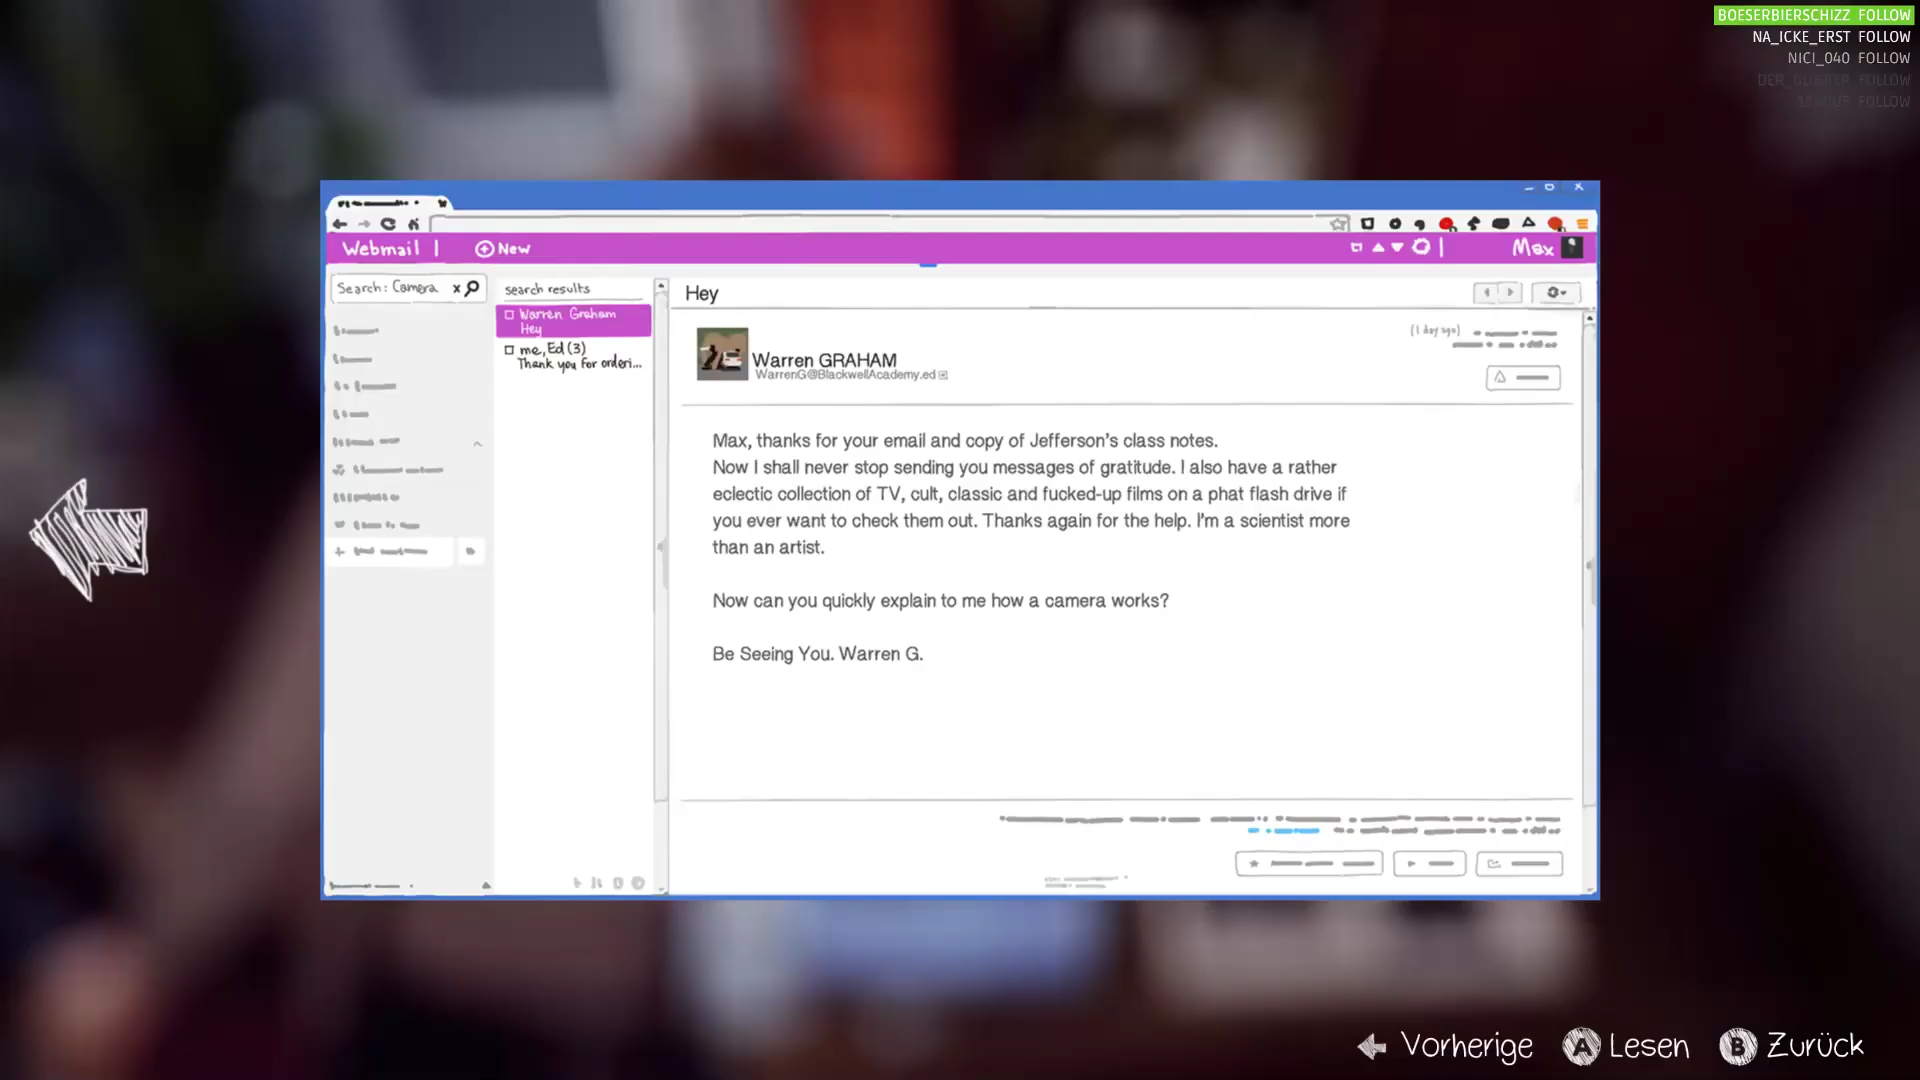 BOESERBIERSCHIZZ FOLLOW
NA_ICKE_ERST FOLLOW
NICI_040 FOLLOW
FOLLOW
FOLLOW
Webmail |
New
Max
Search: Camera x
search results
Warren Graham
Hey
me, Ed (3)
Thank you for orderi...
Hey
(1 day ago)
Warren GRAHAM
WarrenG@BlackwellAcademy.ed
Max, thanks for your email and copy of Jefferson's class notes.
Now I shall never stop sending you messages of gratitude. I also have a rather
eclectic collection of TV, cult, classic and fucked-up films on a phat flash drive if
you ever want to check them out. Thanks again for the help. I'm a scientist more
than an artist.
Now can you quickly explain to me how a camera works?
Be Seeing You. Warren G.
Vorherige
A Lesen
B Zurück